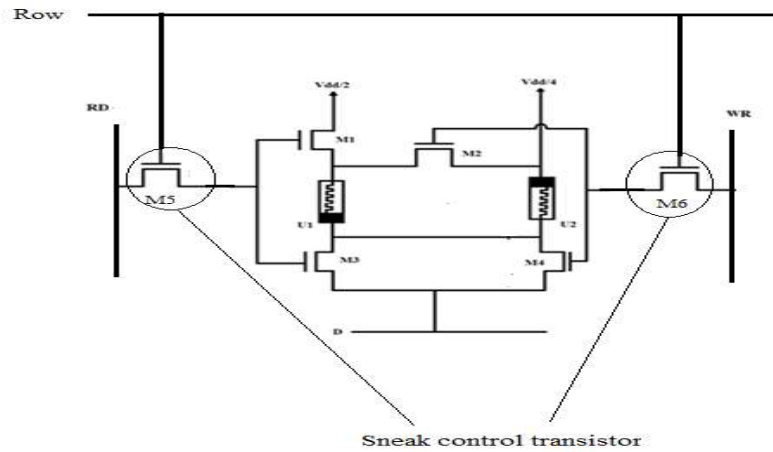 Row
Vdd/2
Vdd/4
RD
WR
M1
M2
M5
M6
U1
U2
M3
M4
D
Sneak control transistor